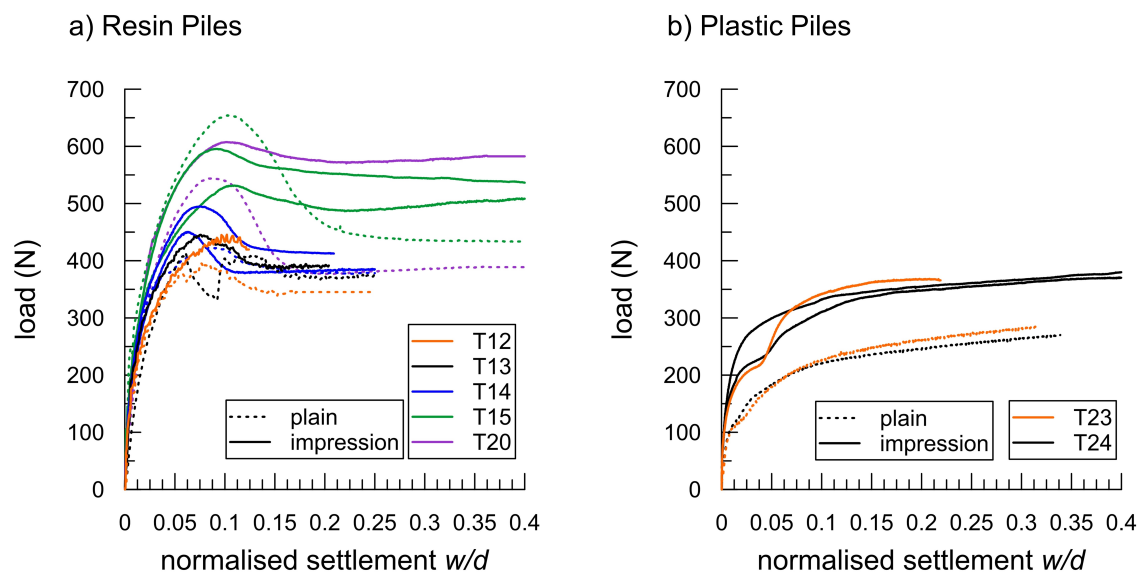 a) Resin Piles
700
600
500
400
300
200
100
0
load (N)
T12
T13
T14
T15
T20
plain
impression
0 0.05 0.1 0.15 0.2 0.25 0.3 0.35 0.4
normalised settlement w/d
b) Plastic Piles
700
600
500
400
300
200
100
0
load (N)
plain
impression
T23
T24
0 0.05 0.1 0.15 0.2 0.25 0.3 0.35 0.4
normalised settlement w/d